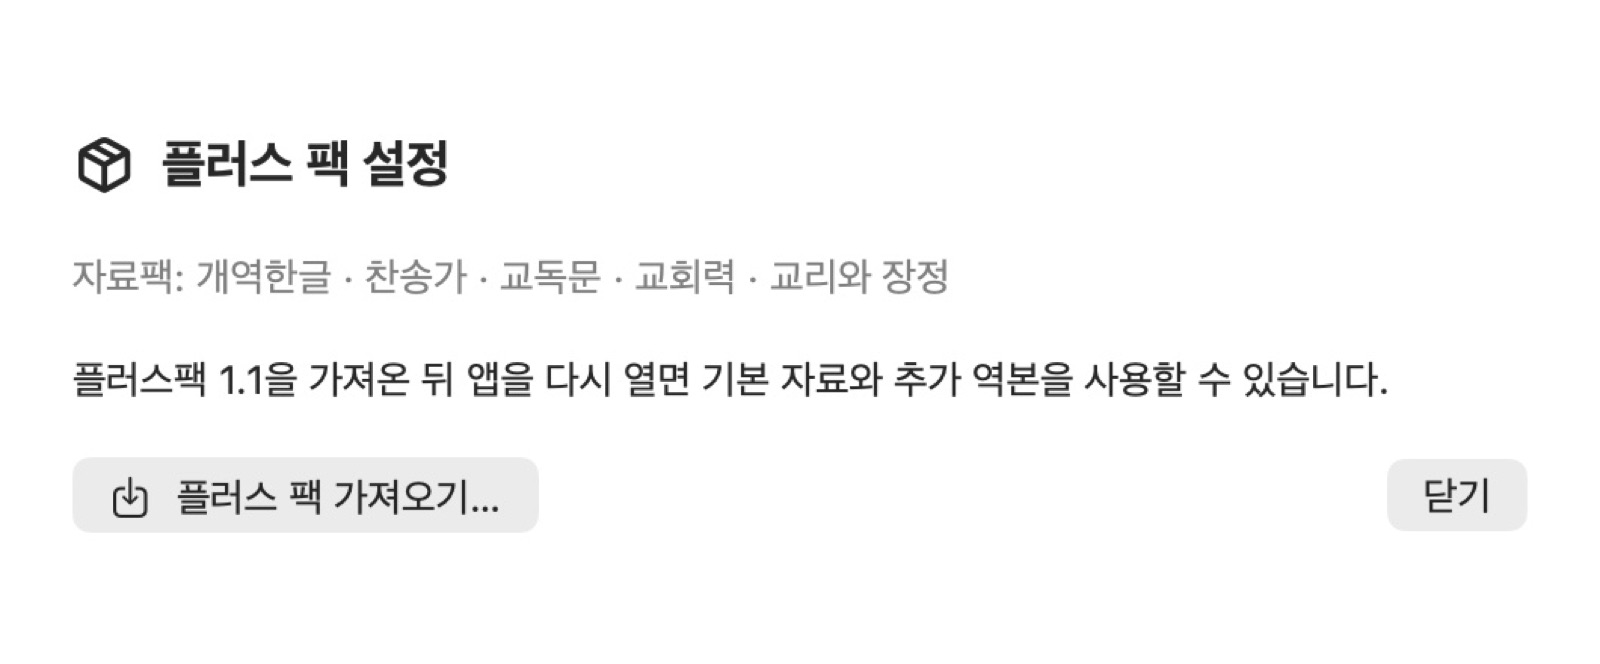 플러스 팩 설정
자료팩: 개역한글 · 찬송가 · 교독문 · 교회력 · 교리와 장정
플러스팩 1.1을 가져온 뒤 앱을 다시 열면 기본 자료와 추가 역본을 사용할 수 있습니다.
플러스 팩 가져오기...
닫기